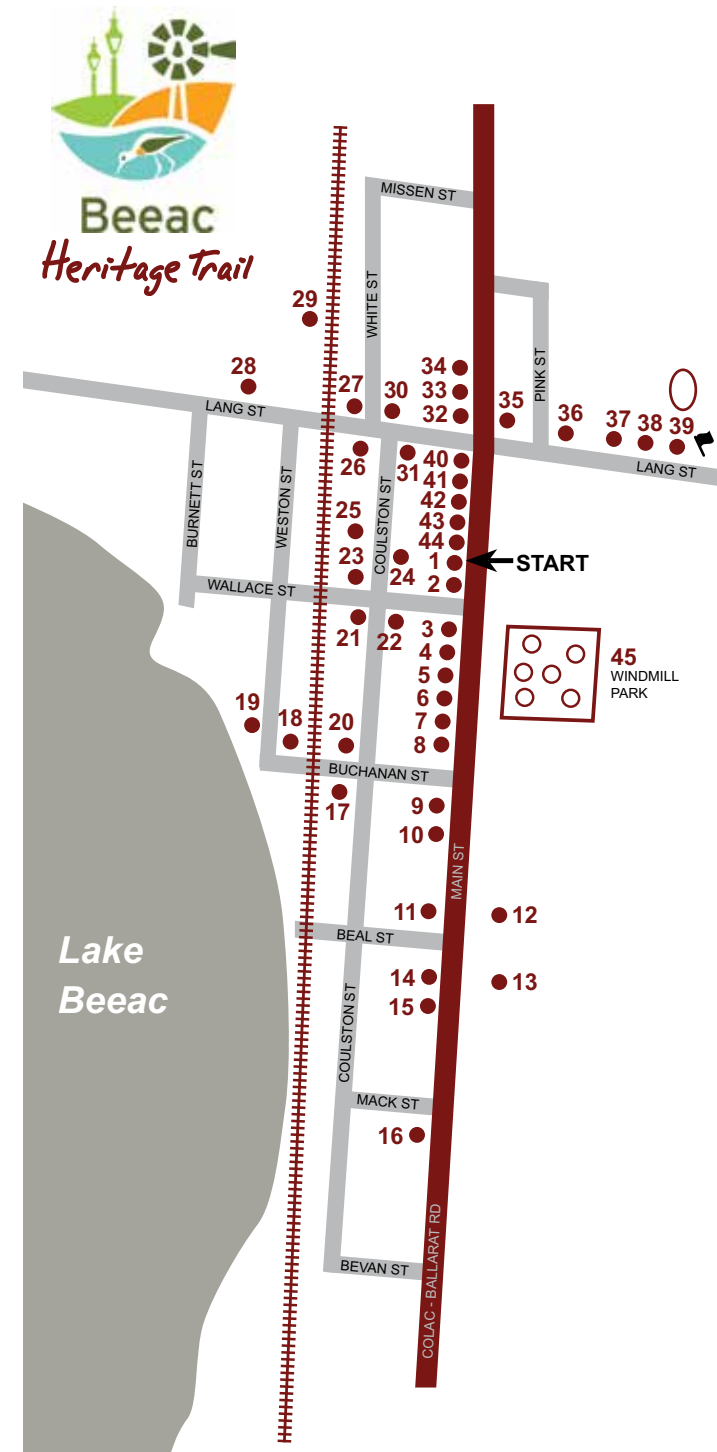 Beeac
Heritage Trail
MISSEN ST
WHITE ST
29
PINK ST
34
28
33
27
30
32
35
36
37
38
39
LANG ST
LANG ST
26
31
40
41
BURNETT ST
WESTON ST
COULSTON ST
42
25
43
44
23
24
1
START
2
WALLACE ST
21
22
3
4
45
WINDMILL
PARK
5
6
19
18
20
7
8
BUCHANAN ST
17
9
10
MAIN ST
11
12
BEAL ST
Lake
Beeac
14
13
15
COULSTON ST
MACK ST
16
BEVAN ST
COLAC - BALLARAT RD